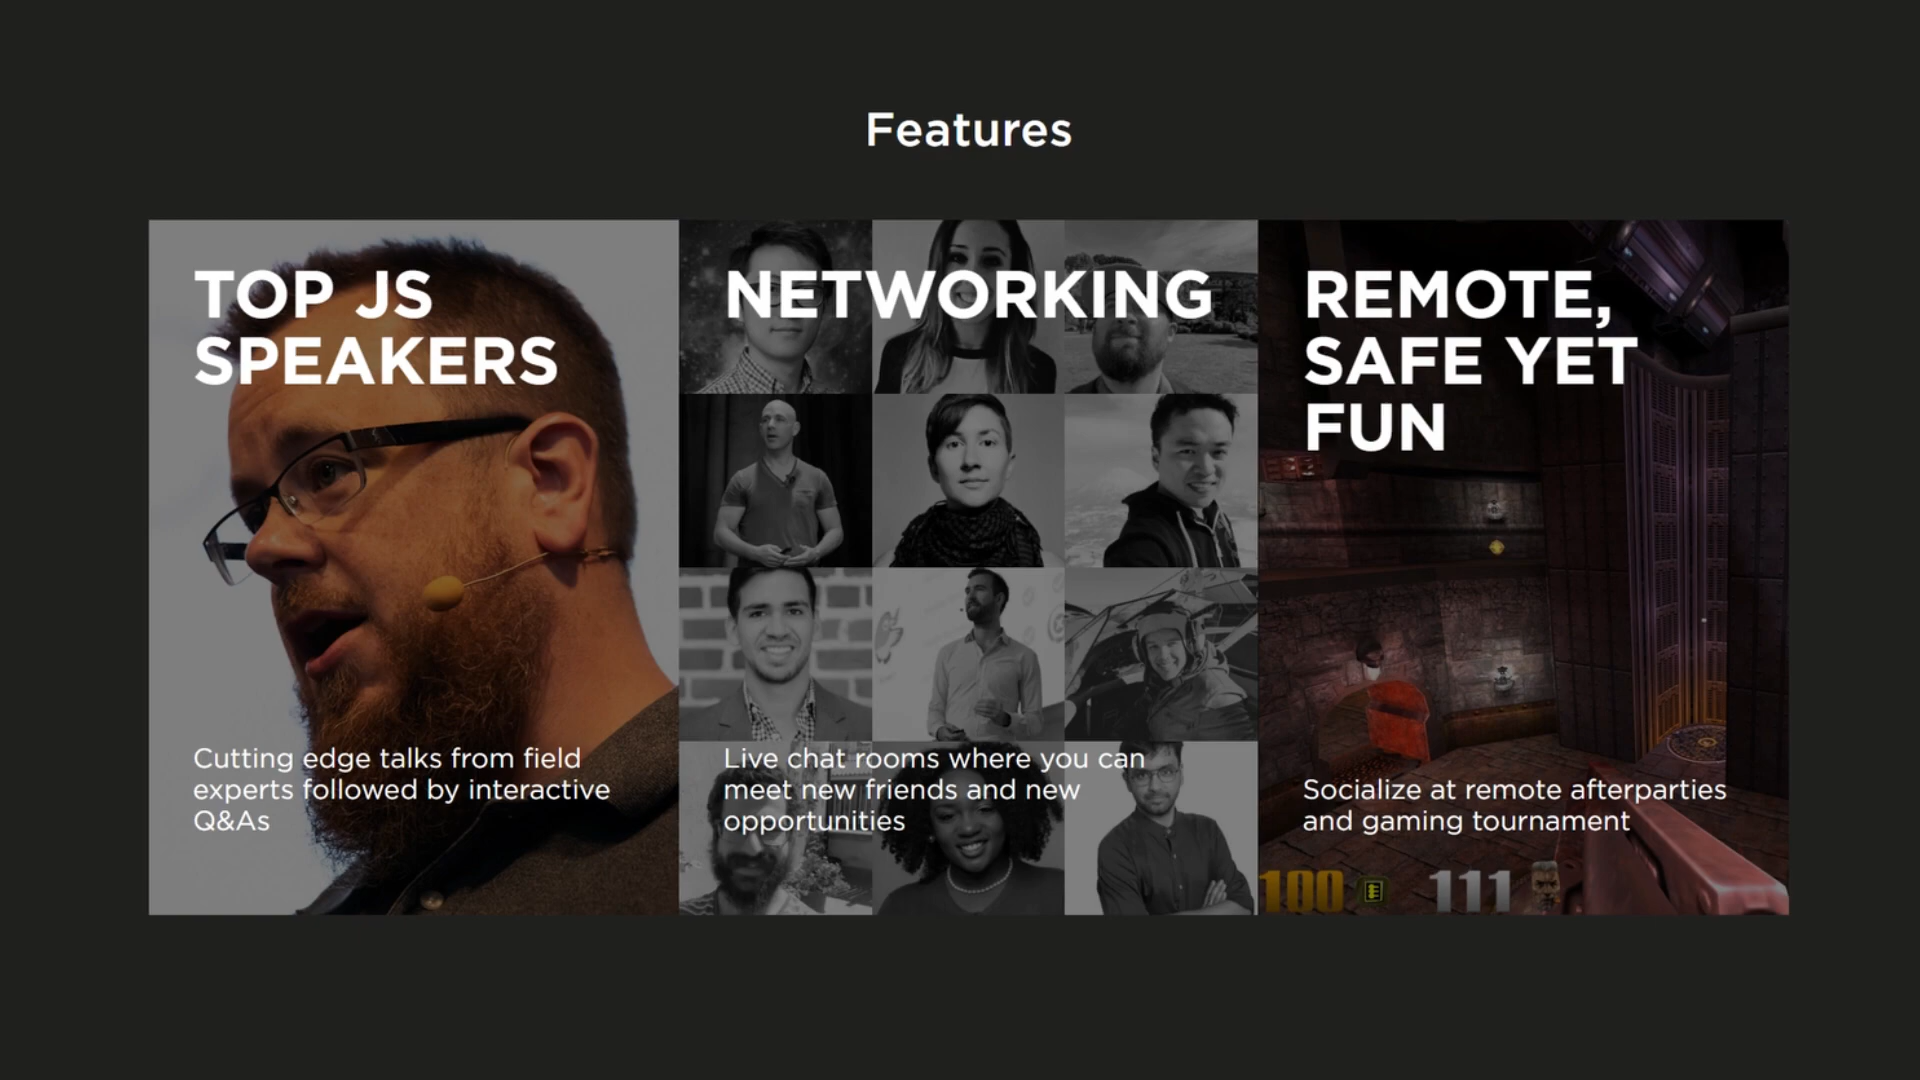 Features
TOP JS
SPEAKERS
Cutting edge talks from field
experts followed by interactive
Q&As
NETWORKING
Live chat rooms where you can
meet new friends and new
opportunities
REMOTE,
SAFE YET
FUN
Socialize at remote afterparties
and gaming tournament
100
111